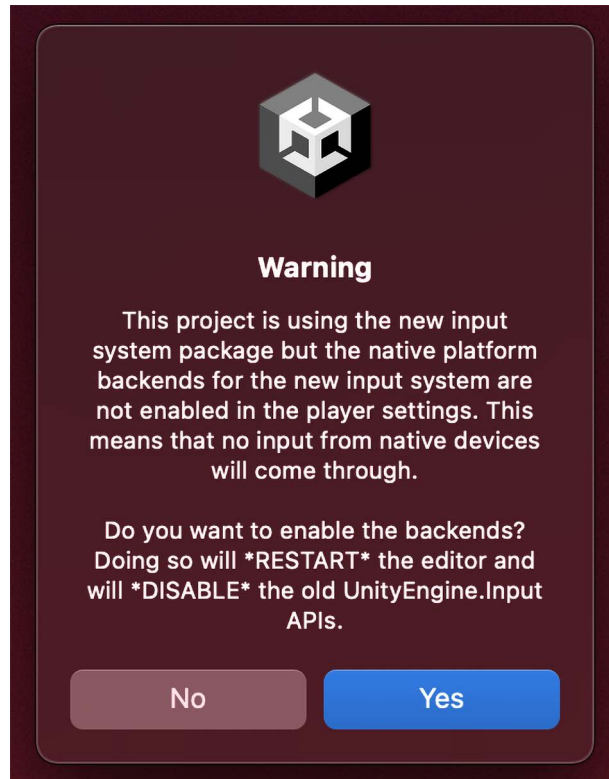 Warning
This project is using the new input
system package but the native platform
backends for the new input system are
not enabled in the player settings. This
means that no input from native devices
will come through.
Do you want to enable the backends?
Doing so will *RESTART* the editor and
will *DISABLE* the old UnityEngine.Input
APIs.
No
Yes